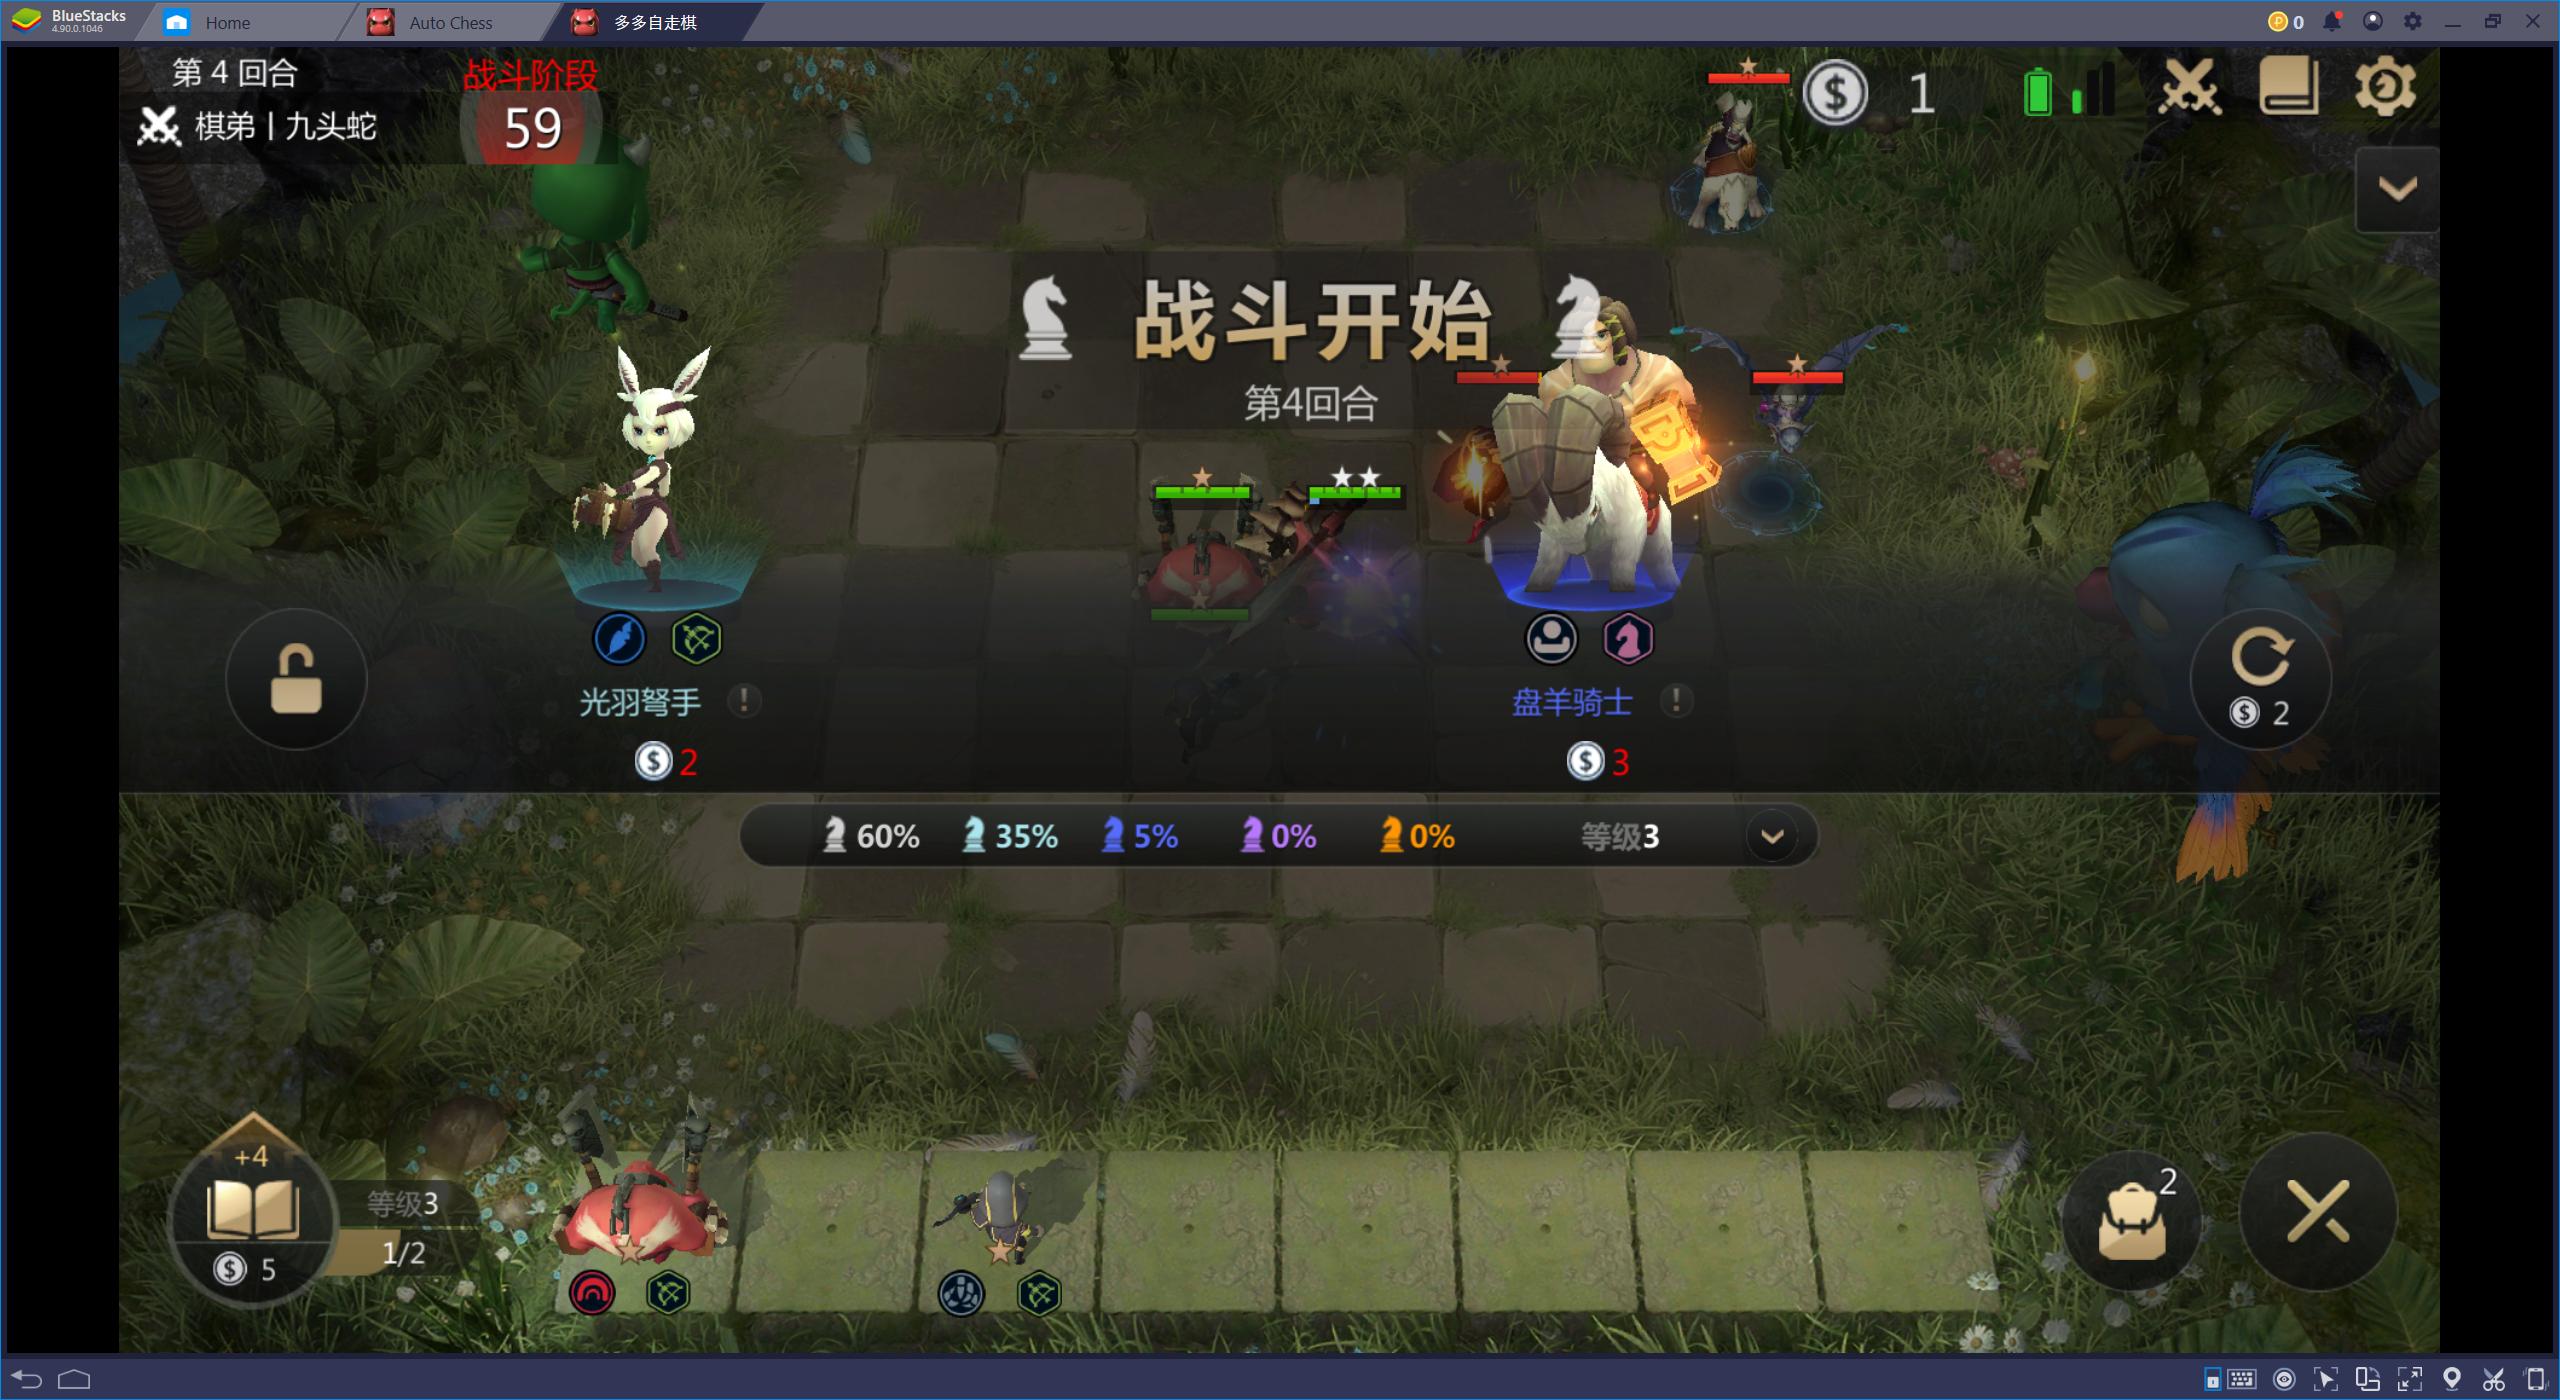 BlueStacks
4.90.0.1046
Home
Auto Chess
多多自走棋
0
第 4 回合
战斗阶段
棋弟丨九头蛇
59
1
战斗开始
第4回合
光羽弩手
盘羊骑士
2
3
2
60%
35%
5%
0%
0%
等级3
+4
等级3
5
1/2
2